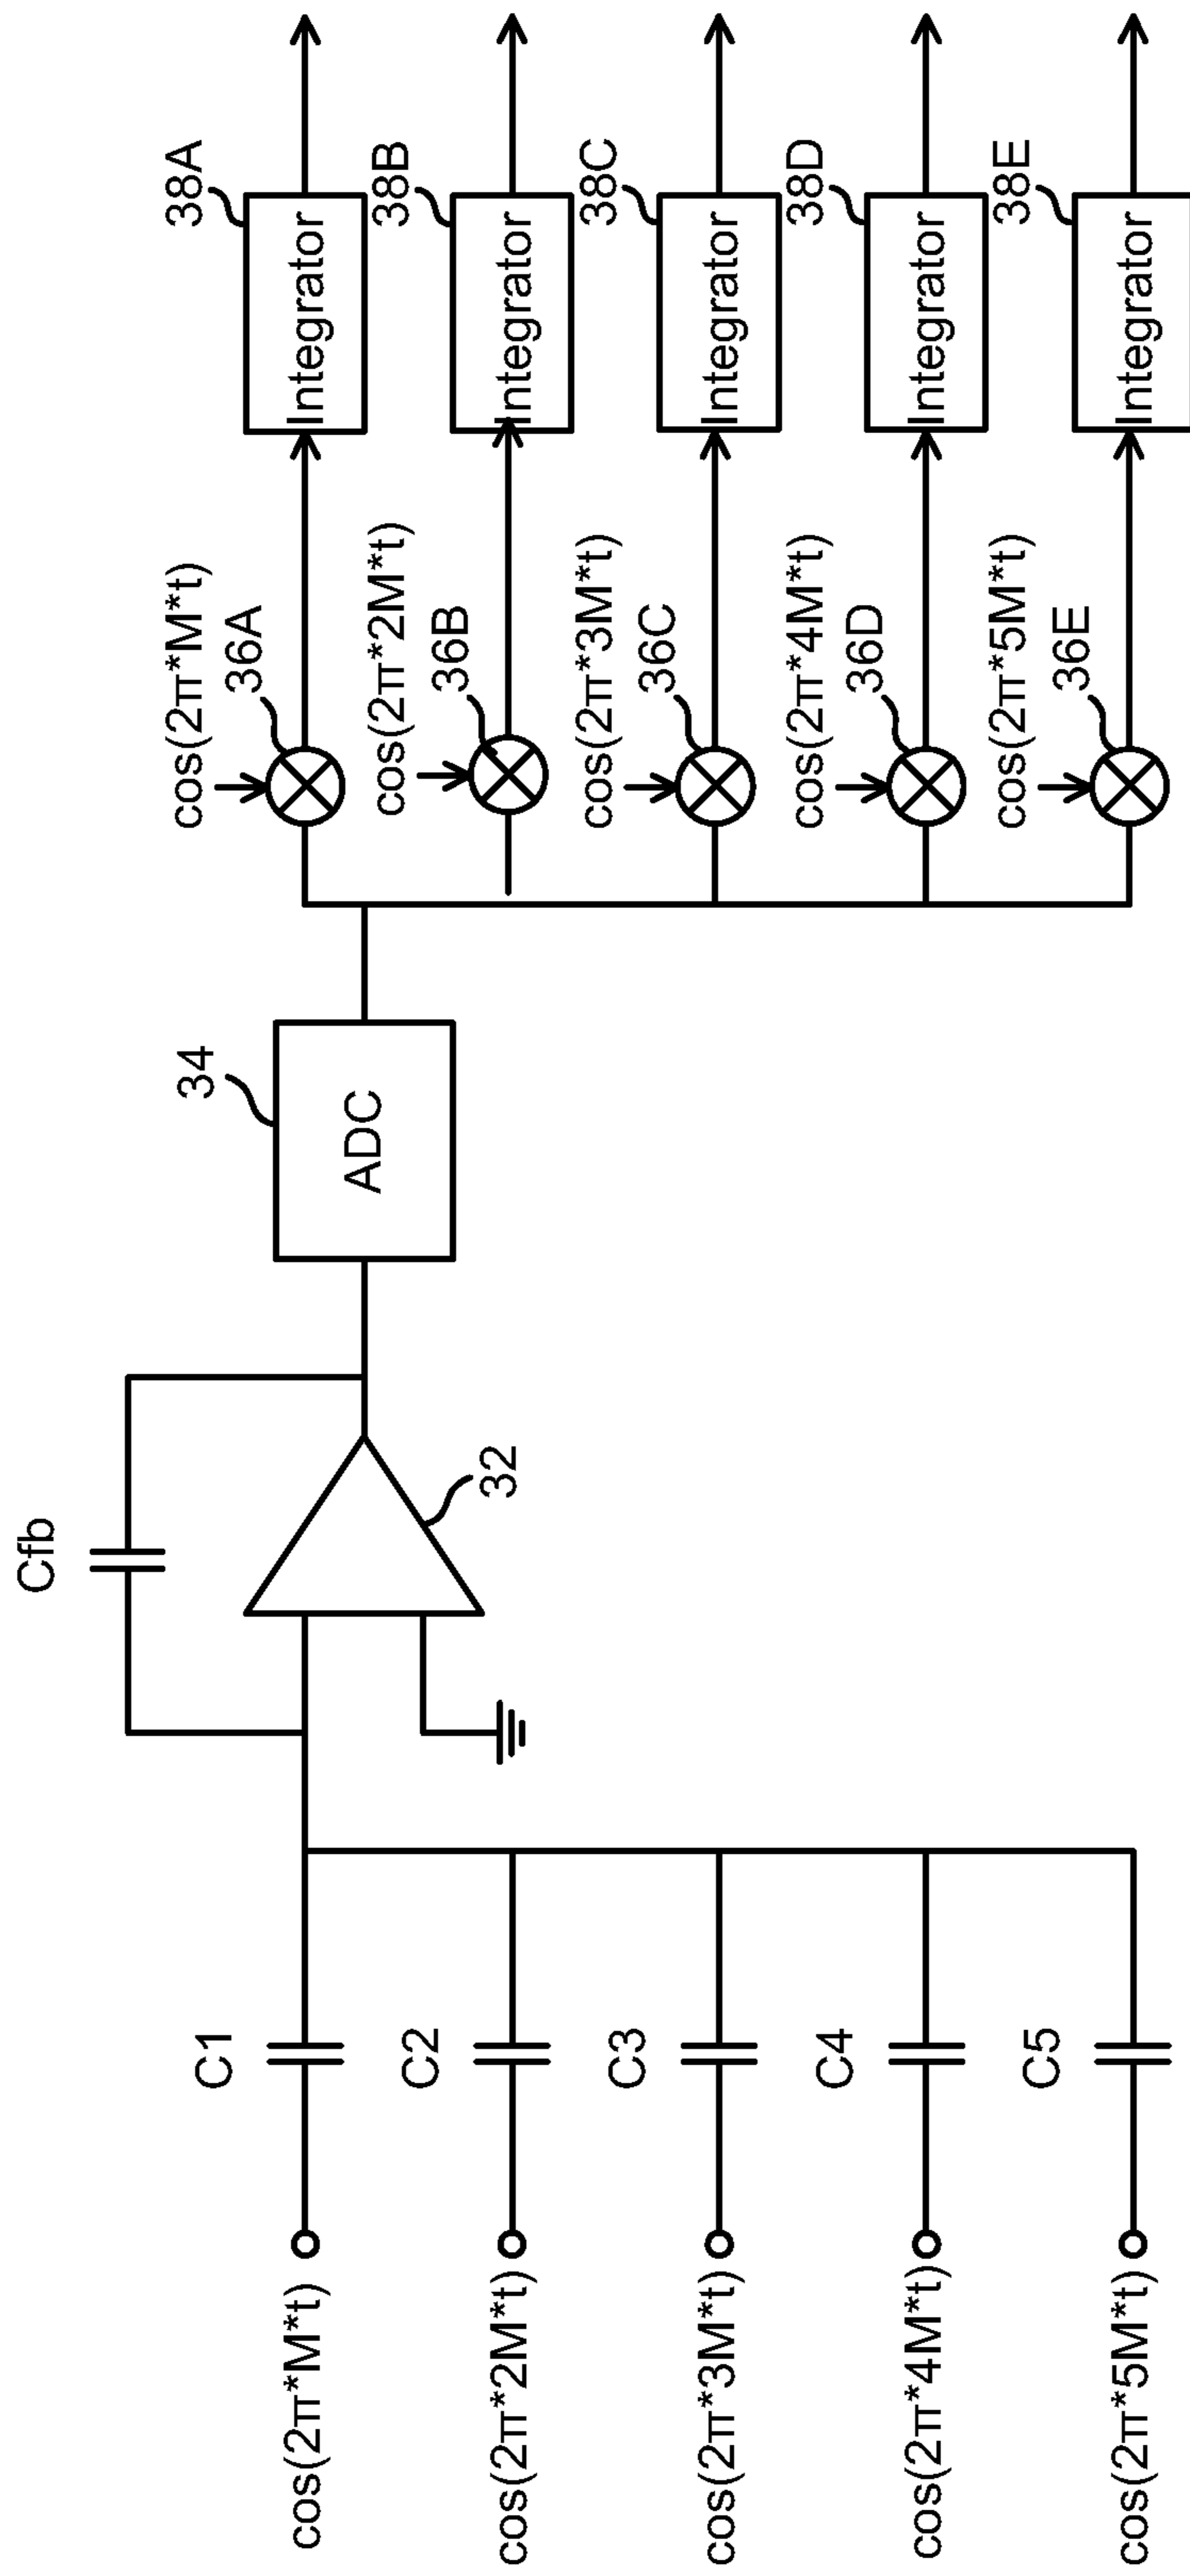 cos(2π*M*t)
C1
cos(2π*2M*t)
C2
cos(2π*3M*t)
C3
cos(2π*4M*t)
C4
cos(2π*5M*t)
C5
Cfb
32
34
ADC
cos(2π*M*t)
36A
38A
Integrator
cos(2π*2M*t)
36B
38B
Integrator
cos(2π*3M*t)
36C
38C
Integrator
cos(2π*4M*t)
36D
38D
Integrator
cos(2π*5M*t)
36E
38E
Integrator